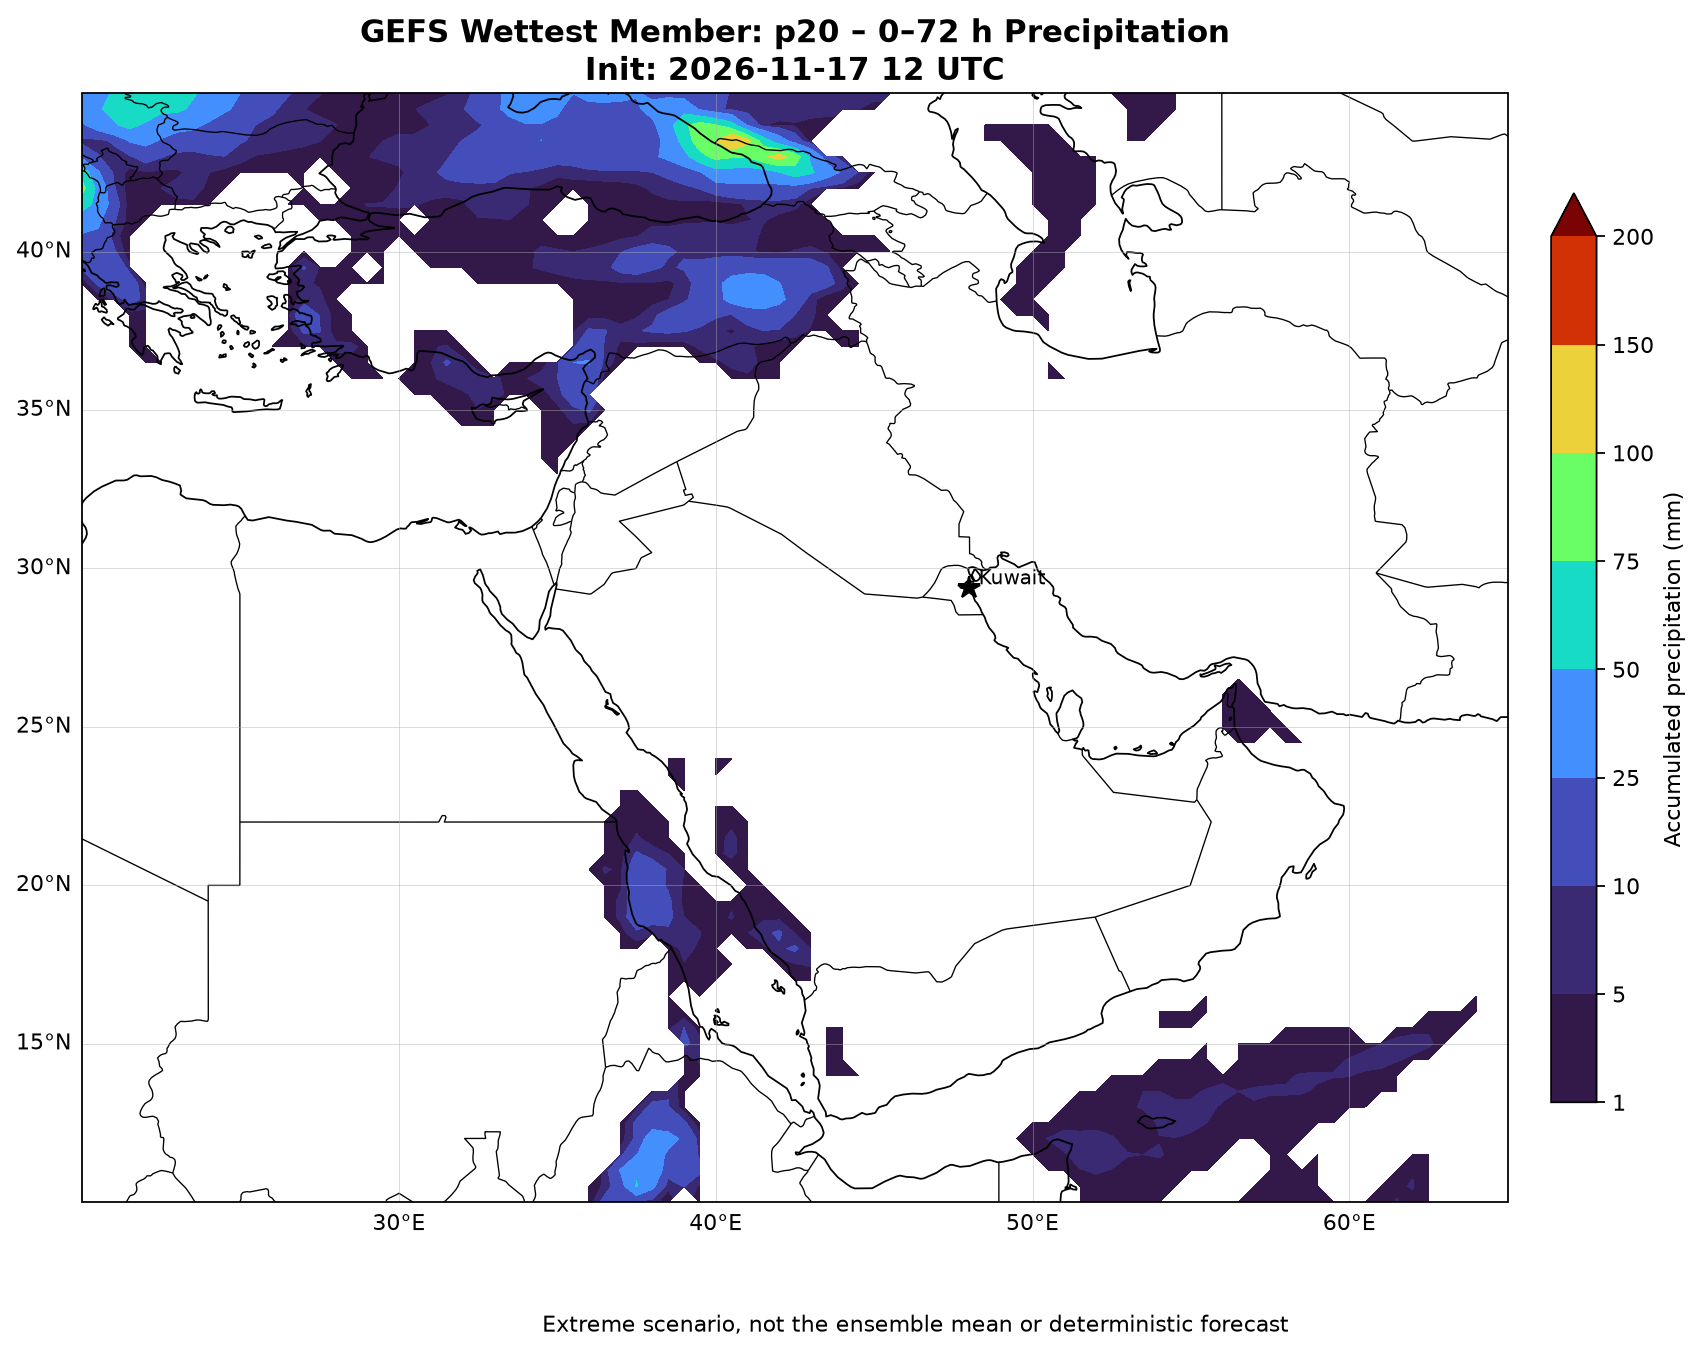 GEFS Wettest Member: p20 – 0–72 h Precipitation
Init: 2026-11-17 12 UTC
40°N
35°N
30°N
25°N
20°N
15°N
30°E
40°E
50°E
60°E
Kuwait
200
150
100
75
50
25
10
5
1
Accumulated precipitation (mm)
Extreme scenario, not the ensemble mean or deterministic forecast